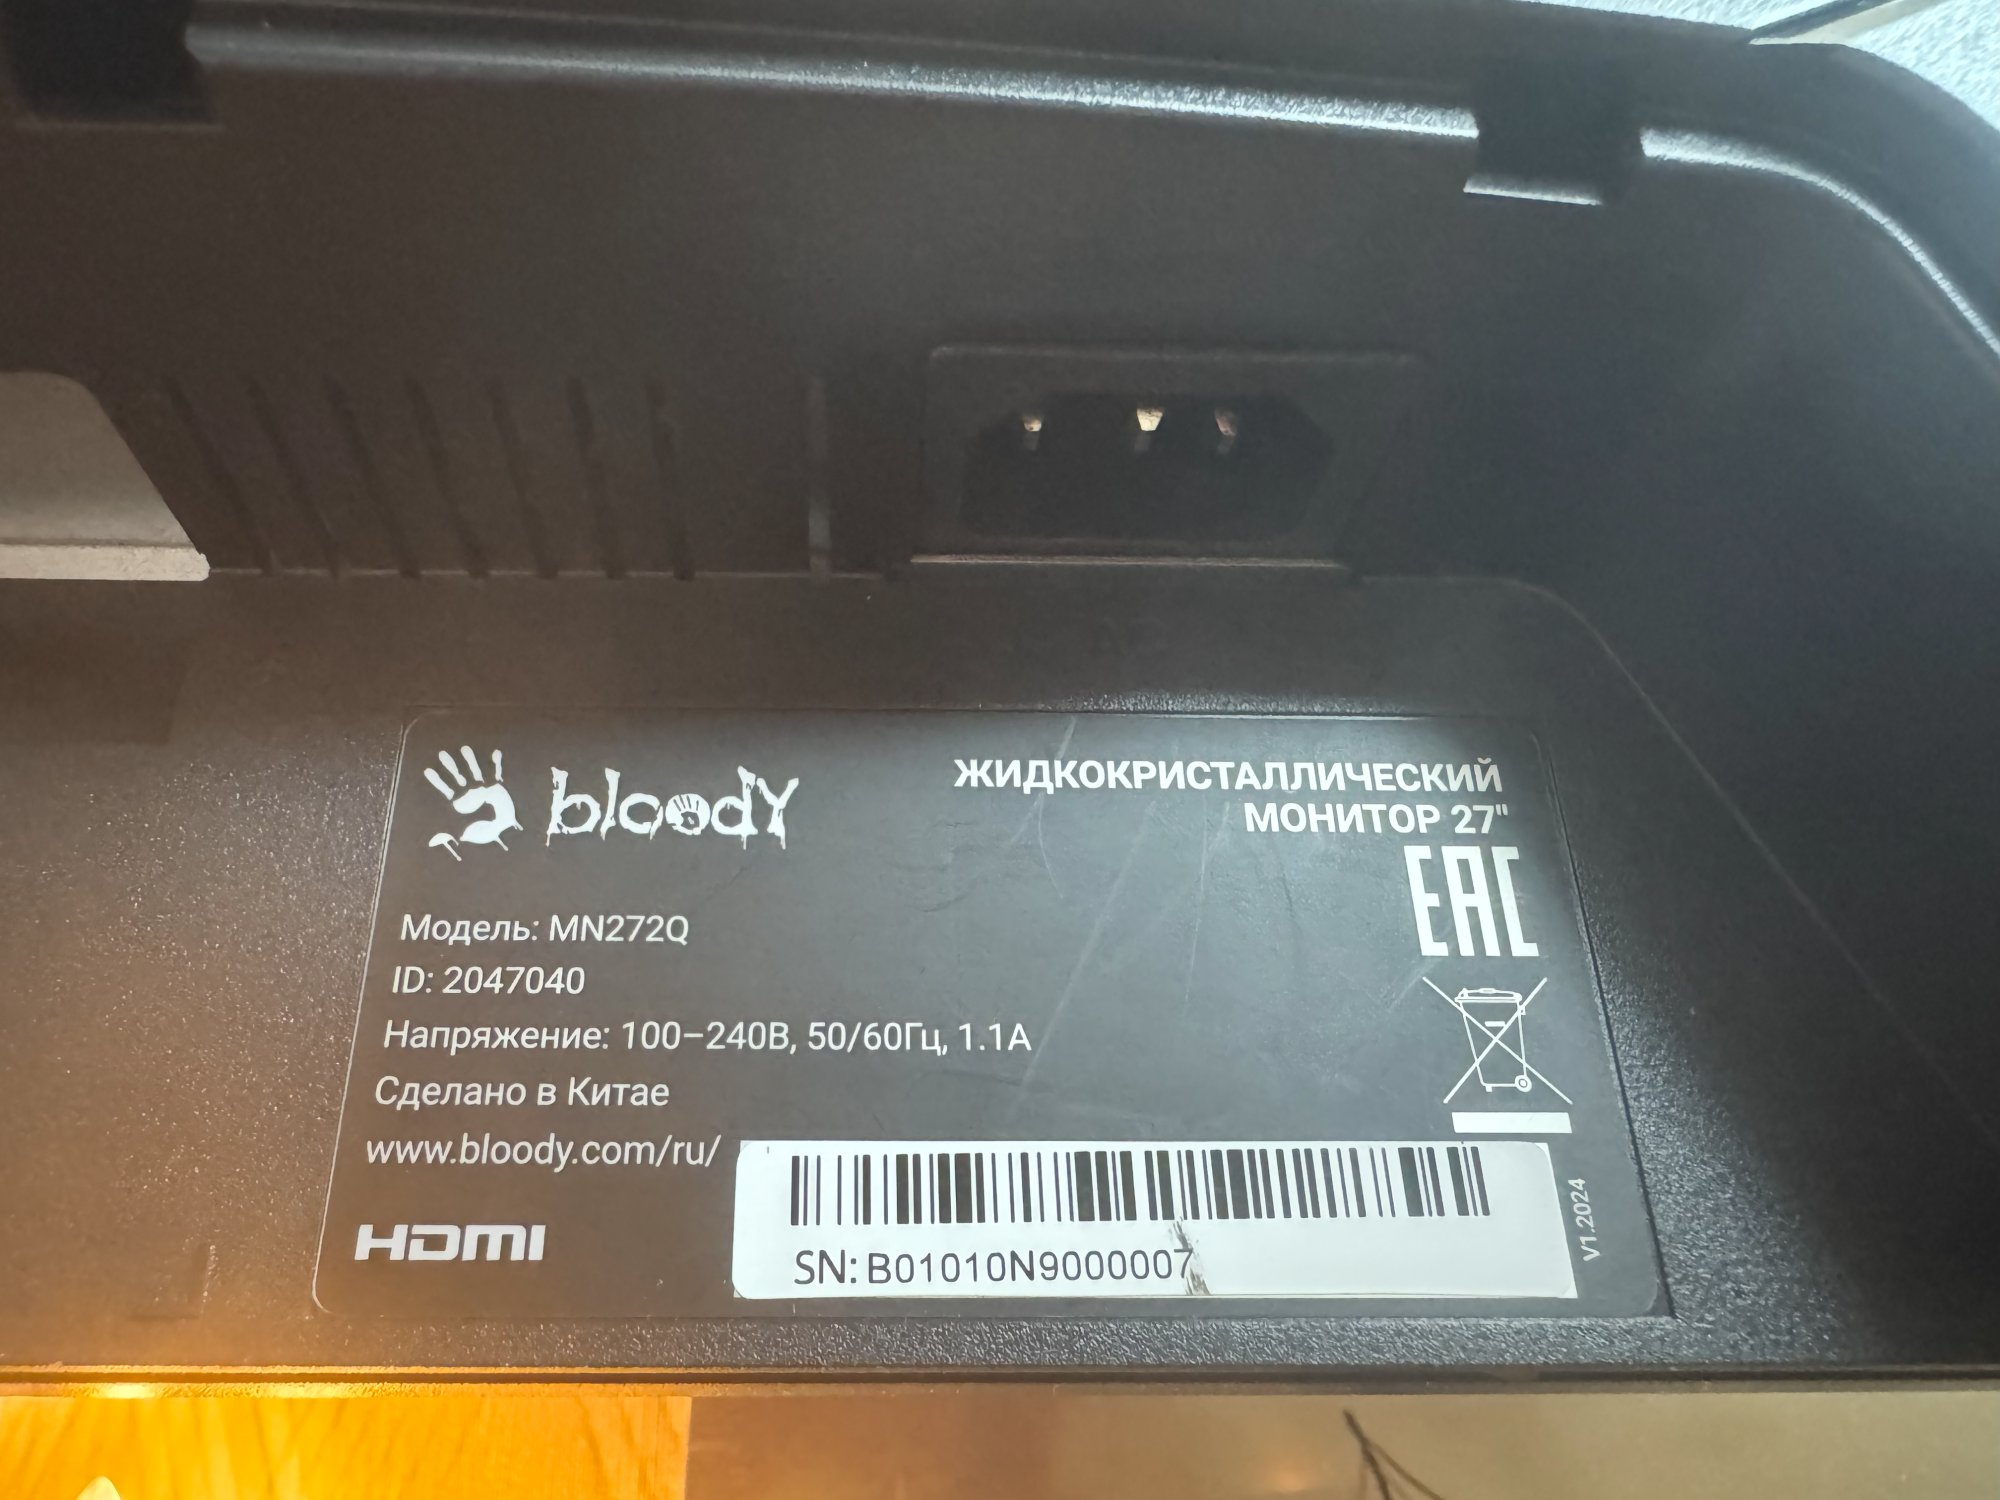 bloody
ЖИДКОКРИСТАЛЛИЧЕСКИЙ
МОНИТОР 27"
EAC
Модель: MN272Q
ID: 2047040
Напряжение: 100–240В, 50/60Гц, 1.1А
Сделано в Китае
www.bloody.com/ru/
HDMI
SN: B01010N9000007
V1.2024